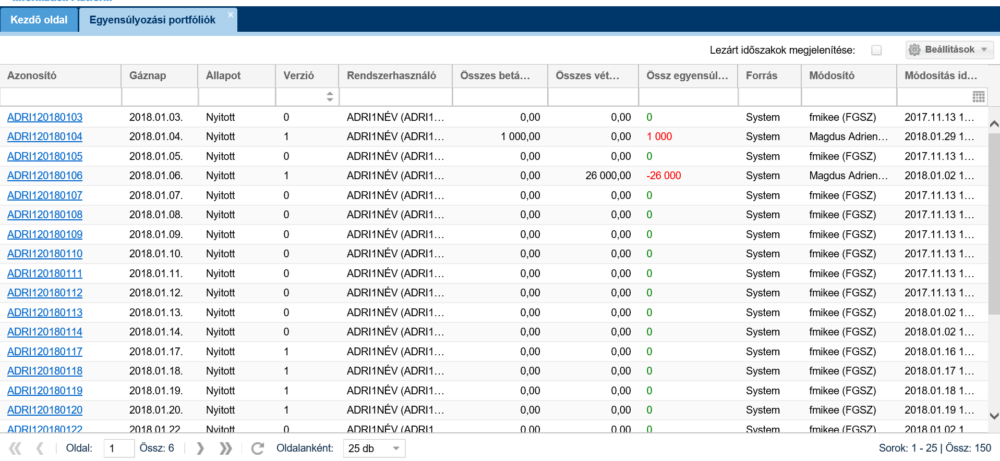 Kezdő oldal Egyensúlyozási portfóliók
Lezárt időszakok megjelenítése: Beállítások
Azonosító Gáznap Állapot Verzió Rendszerhasználó Összes betá... Összes vét... Össz egyensúl... Forrás Módosító Módosítás id...
ADRI120180103 2018.01.03. Nyitott 0 ADRI1NÉV (ADRI1... 0,00 0,00 0 System fmikee (FGSZ) 2017.11.13 1...
ADRI120180104 2018.01.04. Nyitott 1 ADRI1NÉV (ADRI1... 1 000,00 0,00 1 000 System Magdus Adrien... 2018.01.29 1...
ADRI120180105 2018.01.05. Nyitott 0 ADRI1NÉV (ADRI1... 0,00 0,00 0 System fmikee (FGSZ) 2017.11.13 1...
ADRI120180106 2018.01.06. Nyitott 1 ADRI1NÉV (ADRI1... 0,00 26 000,00 -26 000 System Magdus Adrien... 2018.01.02 1...
ADRI120180107 2018.01.07. Nyitott 0 ADRI1NÉV (ADRI1... 0,00 0,00 0 System fmikee (FGSZ) 2017.11.13 1...
ADRI120180108 2018.01.08. Nyitott 0 ADRI1NÉV (ADRI1... 0,00 0,00 0 System fmikee (FGSZ) 2017.11.13 1...
ADRI120180109 2018.01.09. Nyitott 0 ADRI1NÉV (ADRI1... 0,00 0,00 0 System fmikee (FGSZ) 2017.11.13 1...
ADRI120180110 2018.01.10. Nyitott 0 ADRI1NÉV (ADRI1... 0,00 0,00 0 System fmikee (FGSZ) 2017.11.13 1...
ADRI120180111 2018.01.11. Nyitott 0 ADRI1NÉV (ADRI1... 0,00 0,00 0 System fmikee (FGSZ) 2017.11.13 1...
ADRI120180112 2018.01.12. Nyitott 0 ADRI1NÉV (ADRI1... 0,00 0,00 0 System fmikee (FGSZ) 2017.11.13 1...
ADRI120180113 2018.01.13. Nyitott 0 ADRI1NÉV (ADRI1... 0,00 0,00 0 System fmikee (FGSZ) 2018.01.02 1...
ADRI120180114 2018.01.14. Nyitott 0 ADRI1NÉV (ADRI1... 0,00 0,00 0 System fmikee (FGSZ) 2018.01.02 1...
ADRI120180117 2018.01.17. Nyitott 1 ADRI1NÉV (ADRI1... 0,00 0,00 0 System fmikee (FGSZ) 2018.01.16 1...
ADRI120180118 2018.01.18. Nyitott 1 ADRI1NÉV (ADRI1... 0,00 0,00 0 System fmikee (FGSZ) 2018.01.17 1...
ADRI120180119 2018.01.19. Nyitott 1 ADRI1NÉV (ADRI1... 0,00 0,00 0 System fmikee (FGSZ) 2018.01.18 1...
ADRI120180120 2018.01.20. Nyitott 1 ADRI1NÉV (ADRI1... 0,00 0,00 0 System fmikee (FGSZ) 2018.01.19 1...
ADRI120180122 2018.01.22 Nyitott 0 ADRI1NÉV (ADRI1 0,00 0,00 0 System fmikee (FGSZ) 2018.01.02 1
Oldal: 1 Össz: 6 Oldalanként: 25 db Sorok: 1 - 25 | Össz: 150